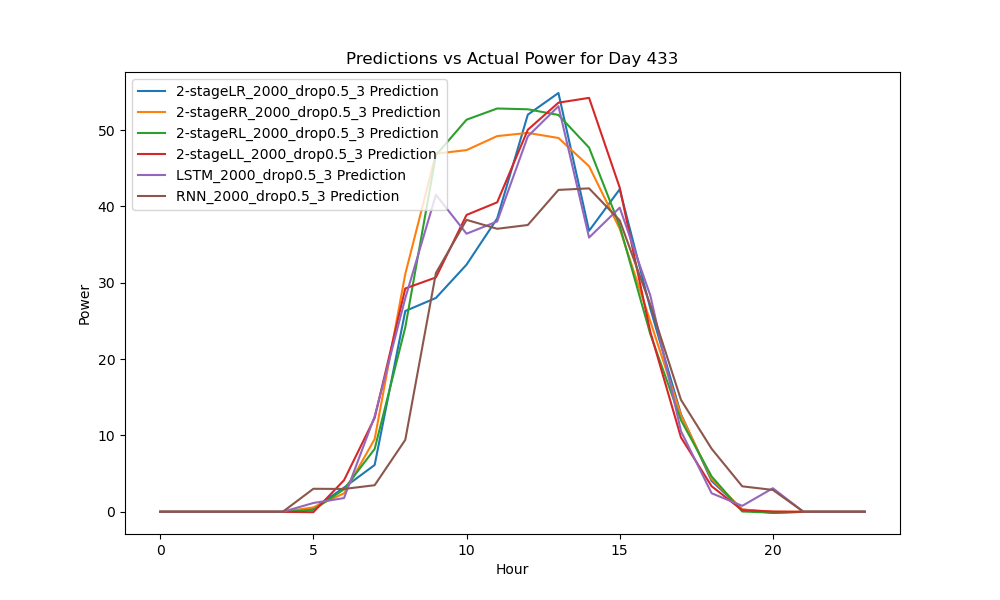 Predictions vs Actual Power for Day 433
2-stageLR_2000_drop0.5_3 Prediction
2-stageRR_2000_drop0.5_3 Prediction
2-stageRL_2000_drop0.5_3 Prediction
2-stageLL_2000_drop0.5_3 Prediction
LSTM_2000_drop0.5_3 Prediction
RNN_2000_drop0.5_3 Prediction
Power
50
40
30
20
10
0
0 5 10 15 20
Hour